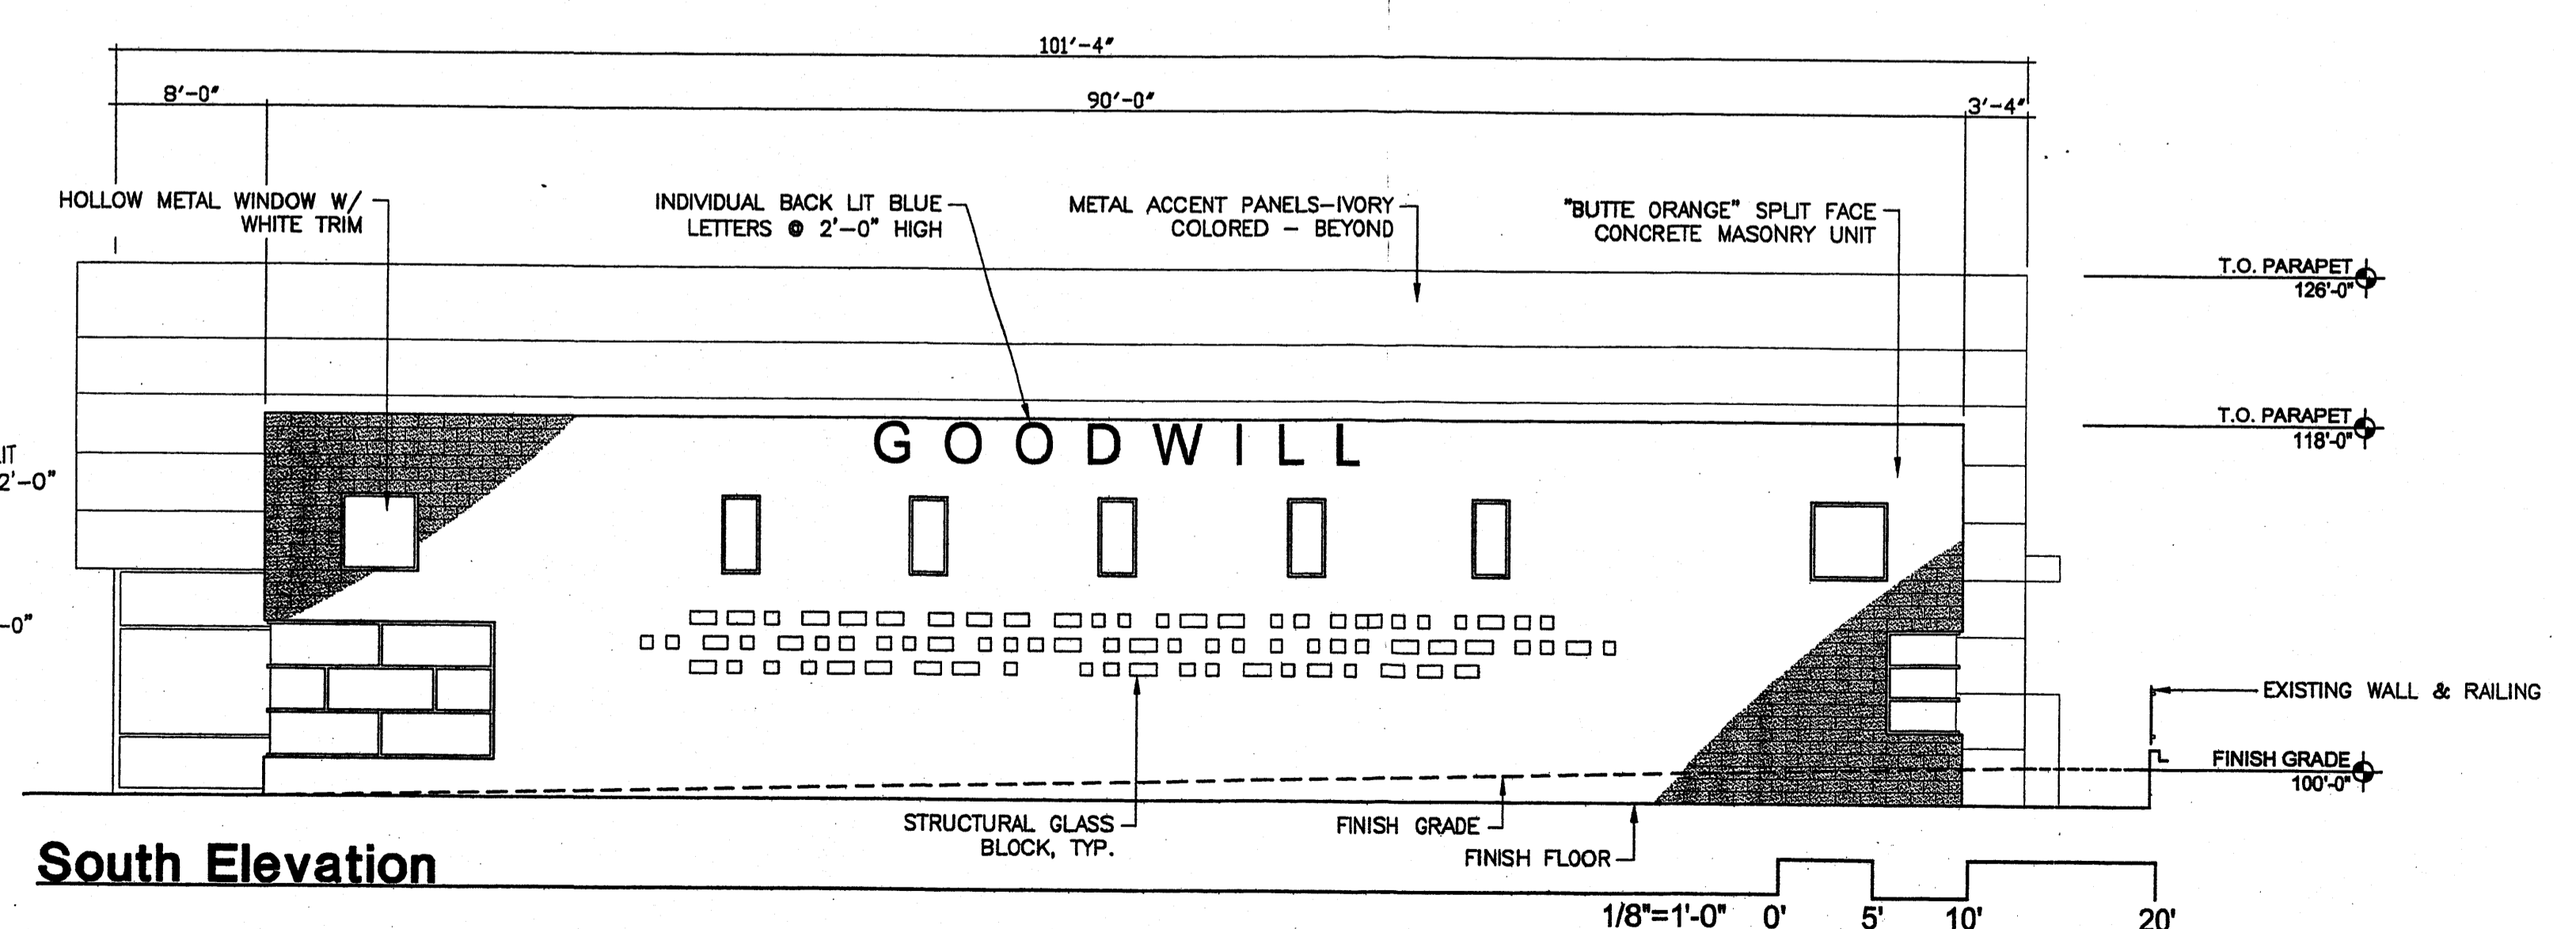 101'-4"
8'-0"
90'-0"
3'-4"
HOLLOW METAL WINDOW W/
WHITE TRIM
INDIVIDUAL BACK LIT BLUE
LETTERS @ 2'-0" HIGH
METAL ACCENT PANELS-IVORY
COLORED - BEYOND
"BUTTE ORANGE" SPLIT FACE
CONCRETE MASONRY UNIT
T.O. PARAPET
126'-0"
T.O. PARAPET
118'-0"
GOODWILL
2'-0"
-0"
EXISTING WALL & RAILING
FINISH GRADE
100'-0"
STRUCTURAL GLASS
BLOCK, TYP.
FINISH GRADE
FINISH FLOOR
South Elevation
1/8"=1'-0" 0' 5' 10' 20'